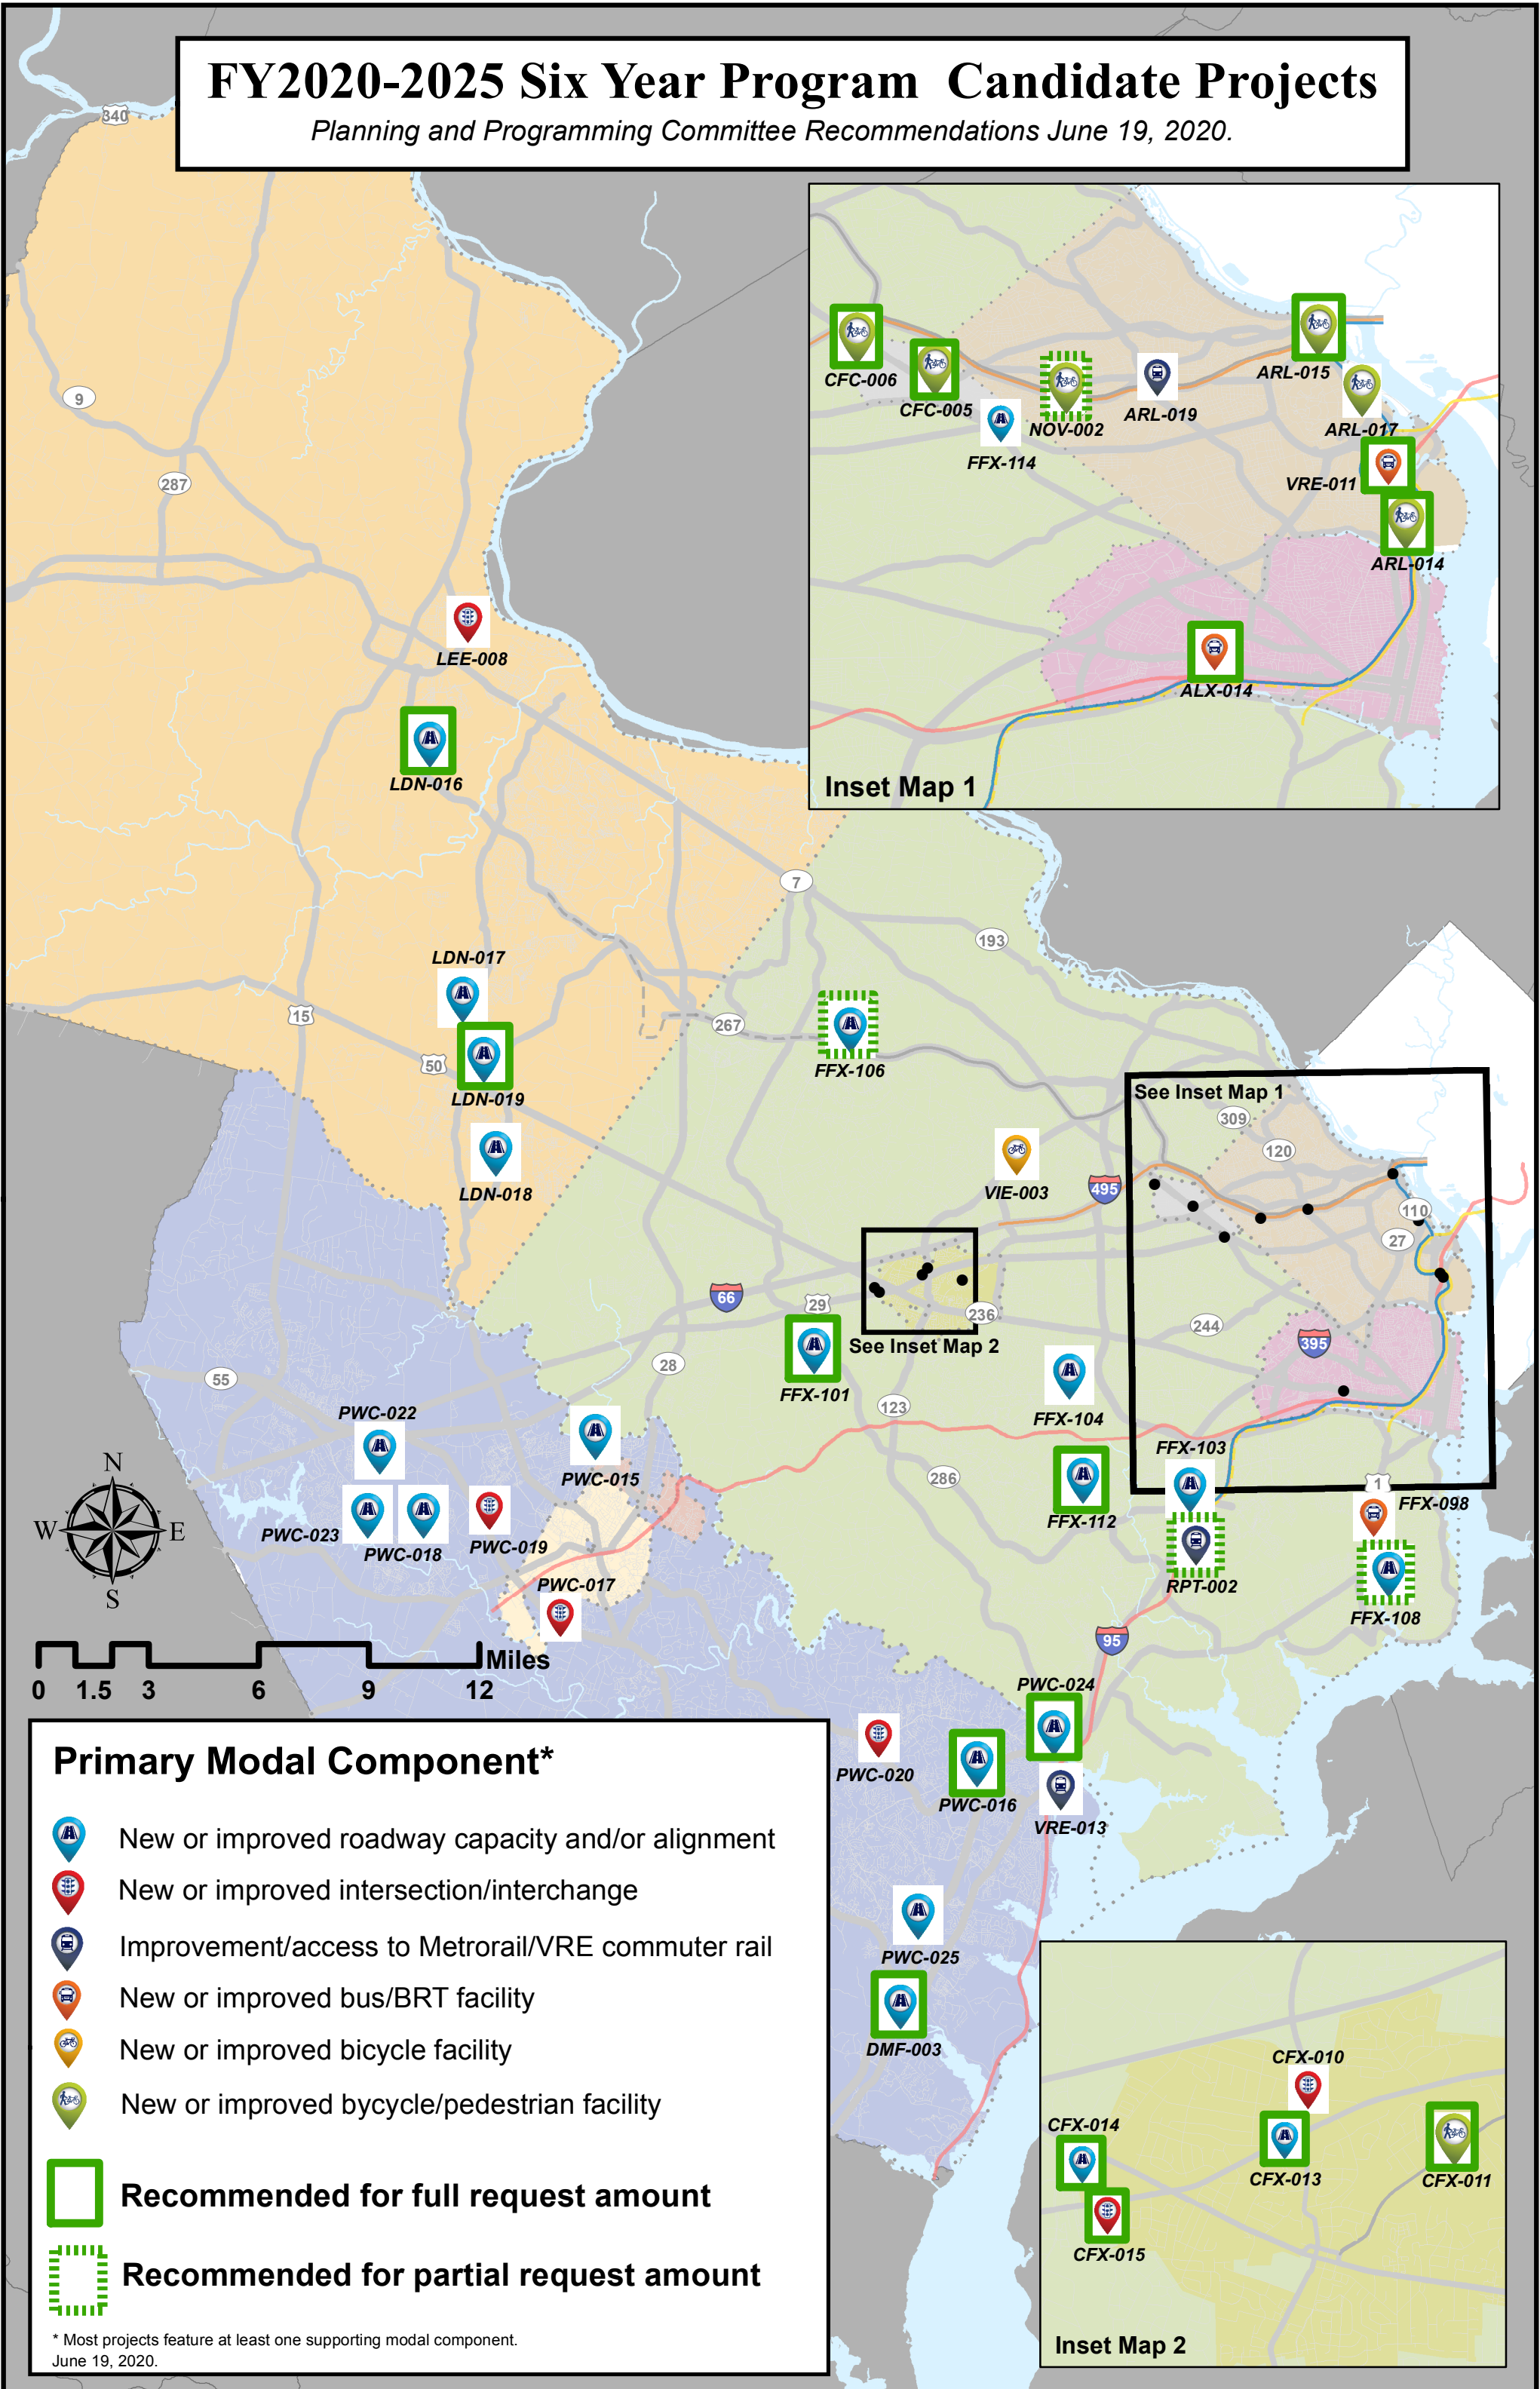 FY2020-2025 Six Year Program  Candidate Projects
Planning and Programming Committee Recommendations June 19, 2020.
340
9
287
LEE-008
LDN-016
7
193
LDN-017
15
50
LDN-019
LDN-018
267
FFX-106
VIE-003
495
66
29
236
See Inset Map 2
FFX-101
28
123
55
286
FFX-104
FFX-112
FFX-103
RPT-002
1
FFX-098
FFX-108
95
See Inset Map 1
309
120
110
27
244
395
PWC-022
PWC-015
PWC-023
PWC-018
PWC-019
PWC-017
PWC-024
PWC-020
PWC-016
VRE-013
PWC-025
DMF-003
N
W
E
S
Miles
0 1.5 3 6 9 12
CFC-006
CFC-005
FFX-114
NOV-002
ARL-019
ARL-015
ARL-017
VRE-011
ARL-014
ALX-014
Inset Map 1
Primary Modal Component*
New or improved roadway capacity and/or alignment
New or improved intersection/interchange
Improvement/access to Metrorail/VRE commuter rail
New or improved bus/BRT facility
New or improved bicycle facility
New or improved bycycle/pedestrian facility
Recommended for full request amount
Recommended for partial request amount
* Most projects feature at least one supporting modal component.
June 19, 2020.
CFX-010
CFX-014
CFX-013
CFX-011
CFX-015
Inset Map 2